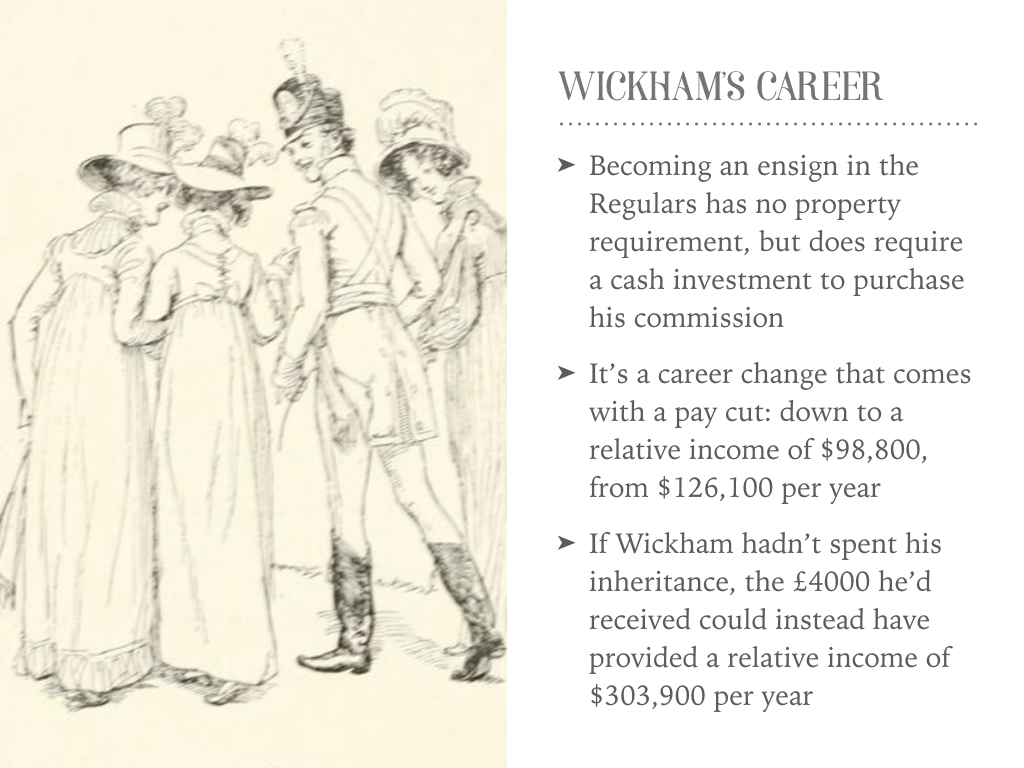 WICKHAM'S CAREER
➤ Becoming an ensign in the
Regulars has no property
requirement, but does require
a cash investment to purchase
his commission
➤ It’s a career change that comes
with a pay cut: down to a
relative income of $98,800,
from $126,100 per year
➤ If Wickham hadn’t spent his
inheritance, the £4000 he’d
received could instead have
provided a relative income of
$303,900 per year